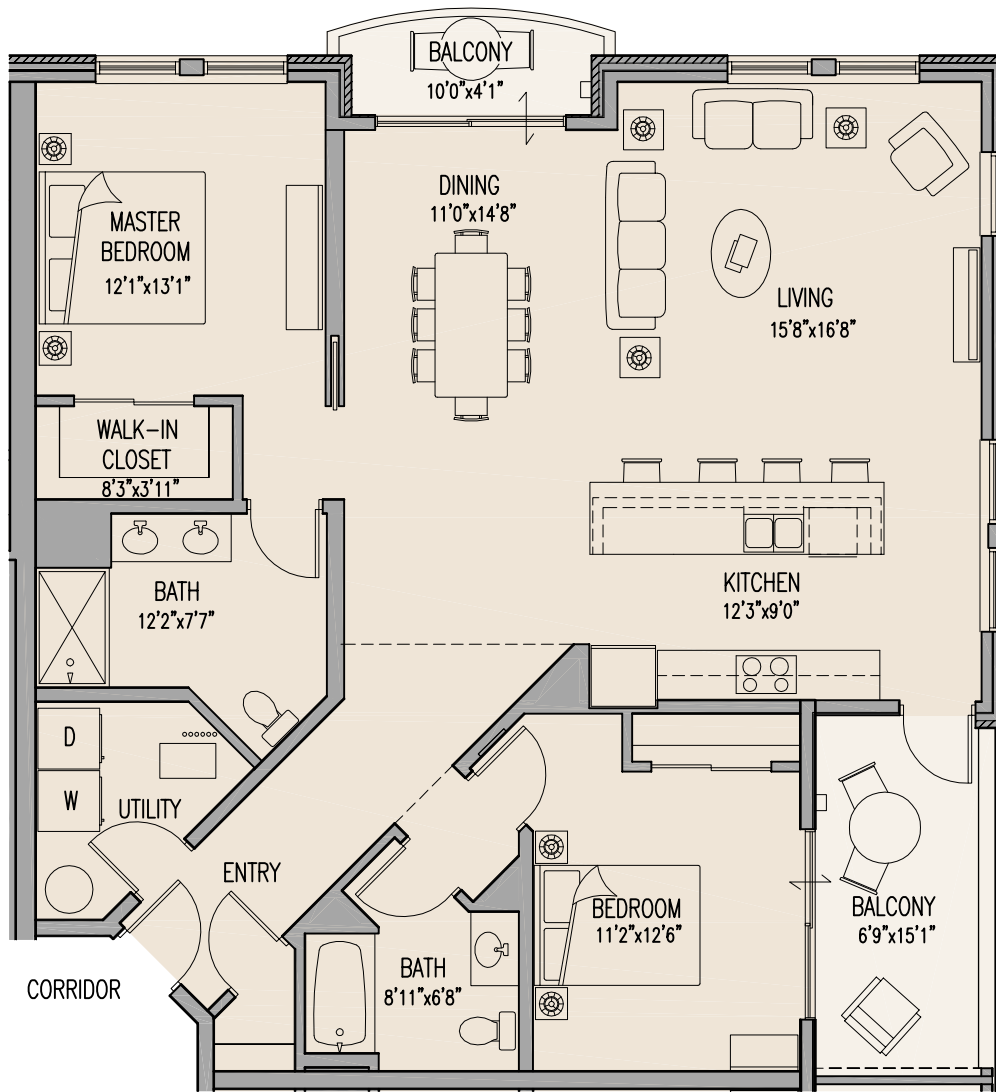 BALCONY
10'0"x4'1"
DINING
11'0"x14'8"
MASTER
BEDROOM
12'1"x13'1"
LIVING
15'8"x16'8"
WALK-IN
CLOSET
8'3"x3'11"
BATH
12'2"x7'7"
KITCHEN
12'3"x9'0"
D
W
UTILITY
ENTRY
BEDROOM
11'2"x12'6"
BALCONY
6'9"x15'1"
BATH
8'11"x6'8"
CORRIDOR